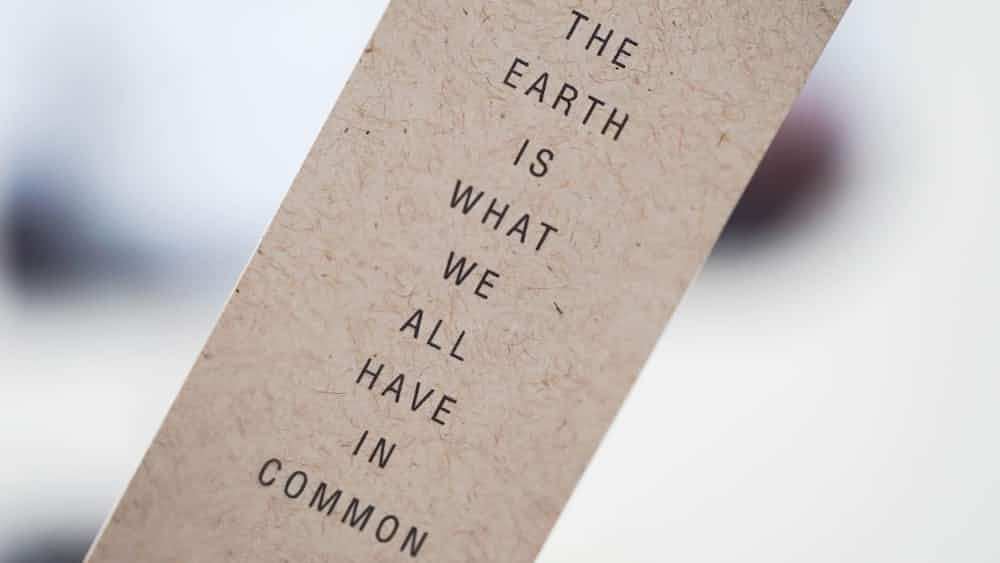 THE
EARTH
IS
WHAT
WE
ALL
HAVE
IN
COMMON